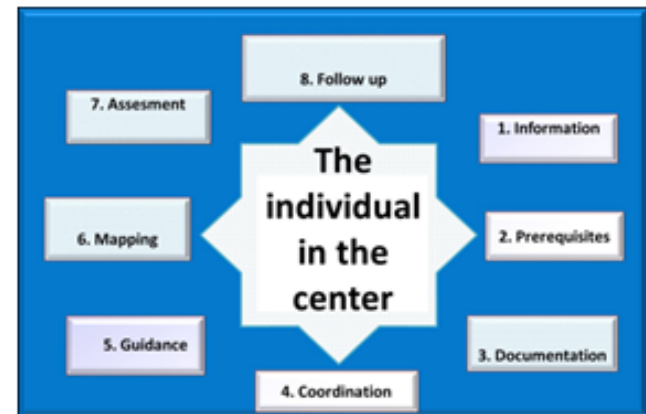 8. Follow up
7. Assesment
1. Information
The
individual
in the
center
6. Mapping
2. Prerequisites
5. Guidance
3. Documentation
4. Coordination